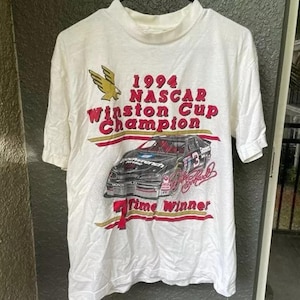 1994
NASCAR
Winston Cup
Champion
3
7 Time Winner